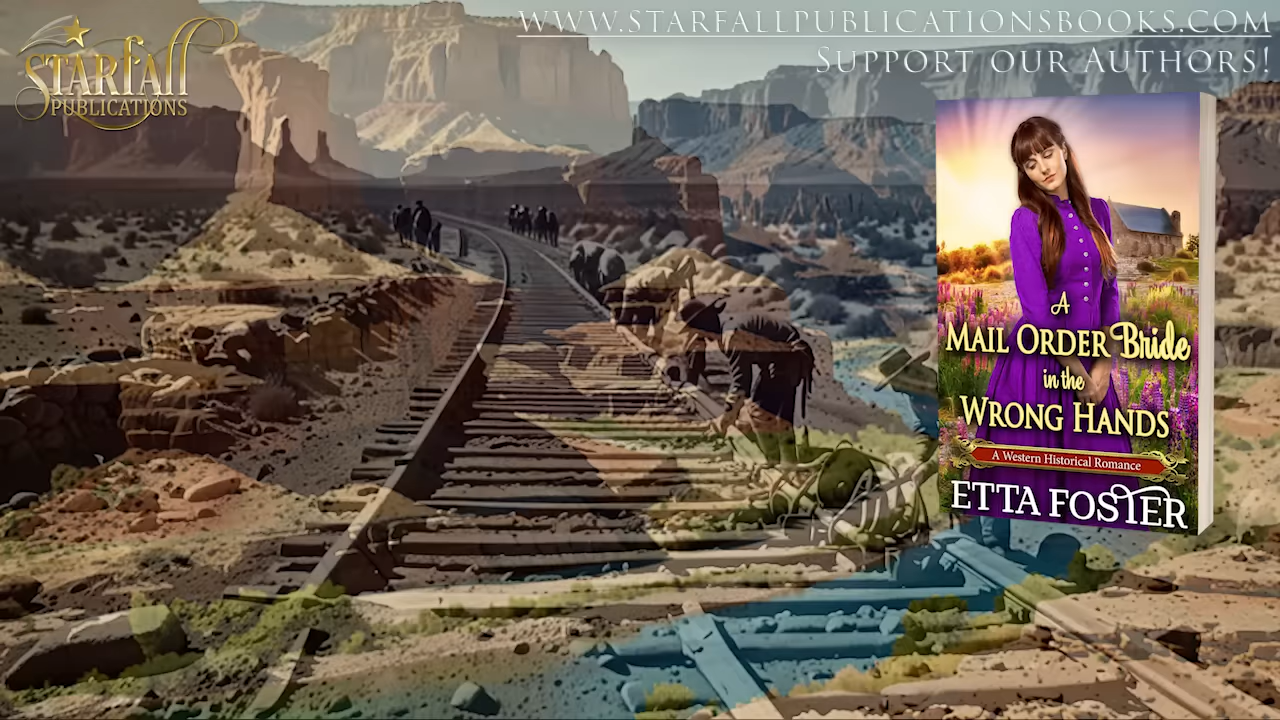 STARFALL
PUBLICATIONS
WWW.STARFALLPUBLICATIONSBOOKS.COM
SUPPORT OUR AUTHORS!
A
MAIL ORDER Bride
in the
WRONG HANDS
A Western Historical Romance
ETTA FOSTER